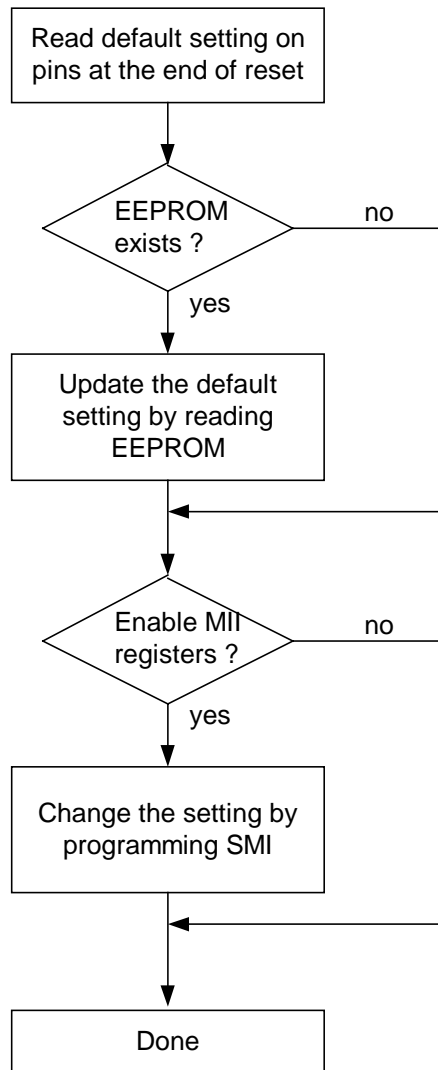 Read default setting on
pins at the end of reset
EEPROM
exists ?
no
yes
Update the default
setting by reading
EEPROM
Enable MII
registers ?
no
yes
Change the setting by
programming SMI
Done